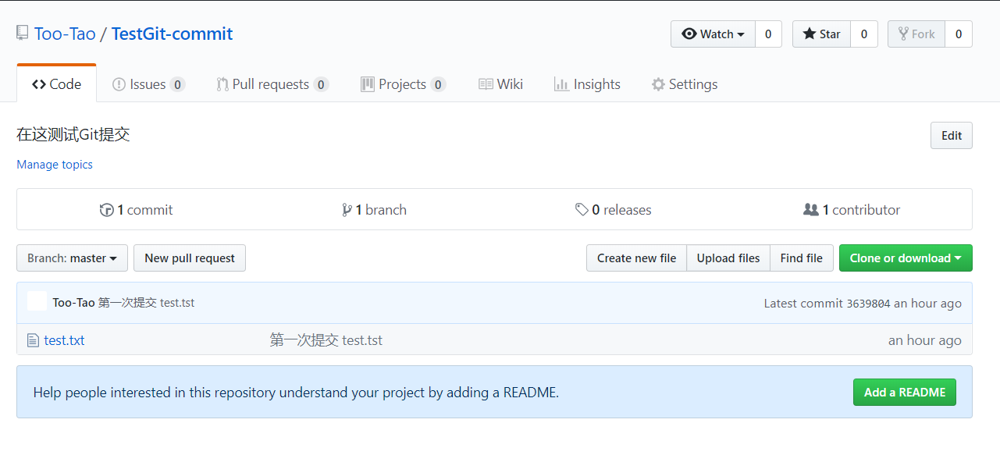 Too-Tao / TestGit-commit Watch 0 Star 0 Fork 0
Code Issues 0 Pull requests 0 Projects 0 Wiki Insights Settings
在这测试Git提交 Edit
Manage topics
1 commit 1 branch 0 releases 1 contributor
Branch: master New pull request Create new file Upload files Find file Clone or download
Too-Tao 第一次提交 test.tst Latest commit 3639804 an hour ago
test.txt 第一次提交 test.tst an hour ago
Help people interested in this repository understand your project by adding a README. Add a README